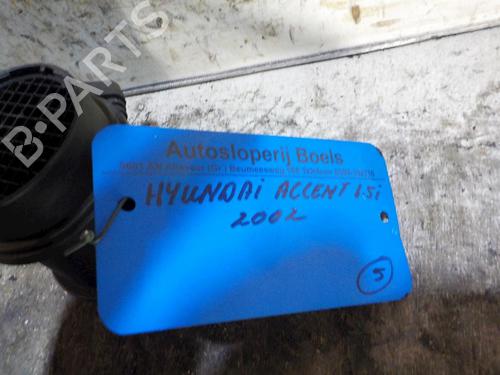 Autosloperij Boels
HYUNDAI ACCENT 1.5i
2002
5
B-PARTS